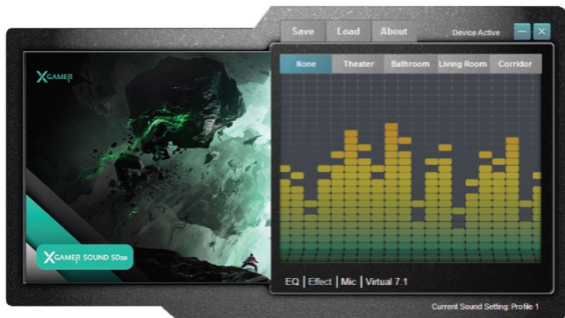 Save Load About Device Active
XGAMER
None Theater Bathroom Living Room Corridor
XGAMER SOUND SD20
EQ | Effect | Mic | Virtual 7.1
Current Sound Setting: Profile 1